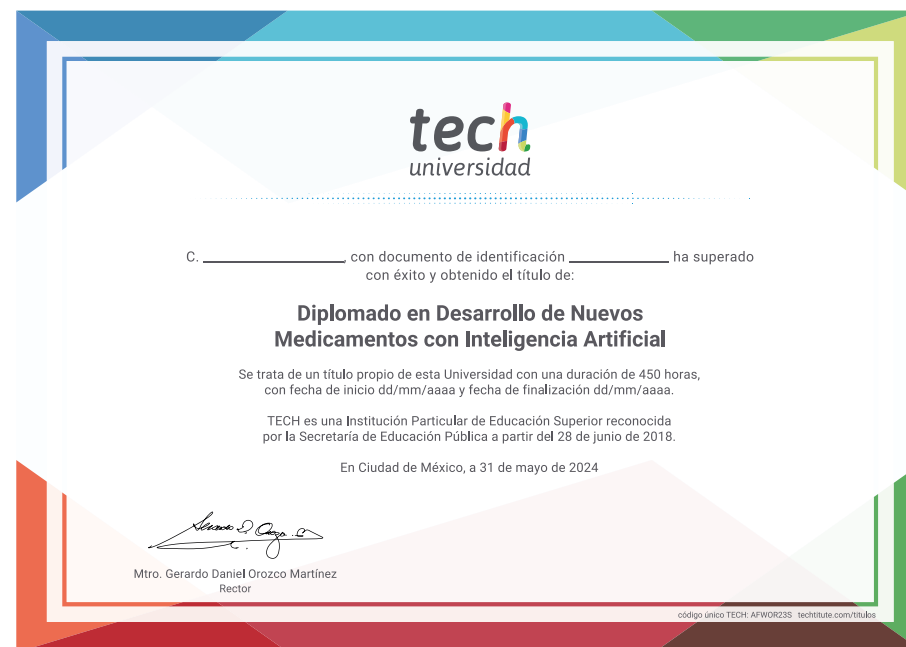 tech
universidad
C. ____________, con documento de identificación ____________ ha superado
con éxito y obtenido el título de:
Diplomado en Desarrollo de Nuevos
Medicamentos con Inteligencia Artificial
Se trata de un título propio de esta Universidad con una duración de 450 horas,
con fecha de inicio dd/mm/aaaa y fecha de finalización dd/mm/aaaa.
TECH es una Institución Particular de Educación Superior reconocida
por la Secretaría de Educación Pública a partir del 28 de junio de 2018.
En Ciudad de México, a 31 de mayo de 2024
Mtro. Gerardo Daniel Orozco Martínez
Rector
código único TECH: AFWOR23S techtitute.com/titulos